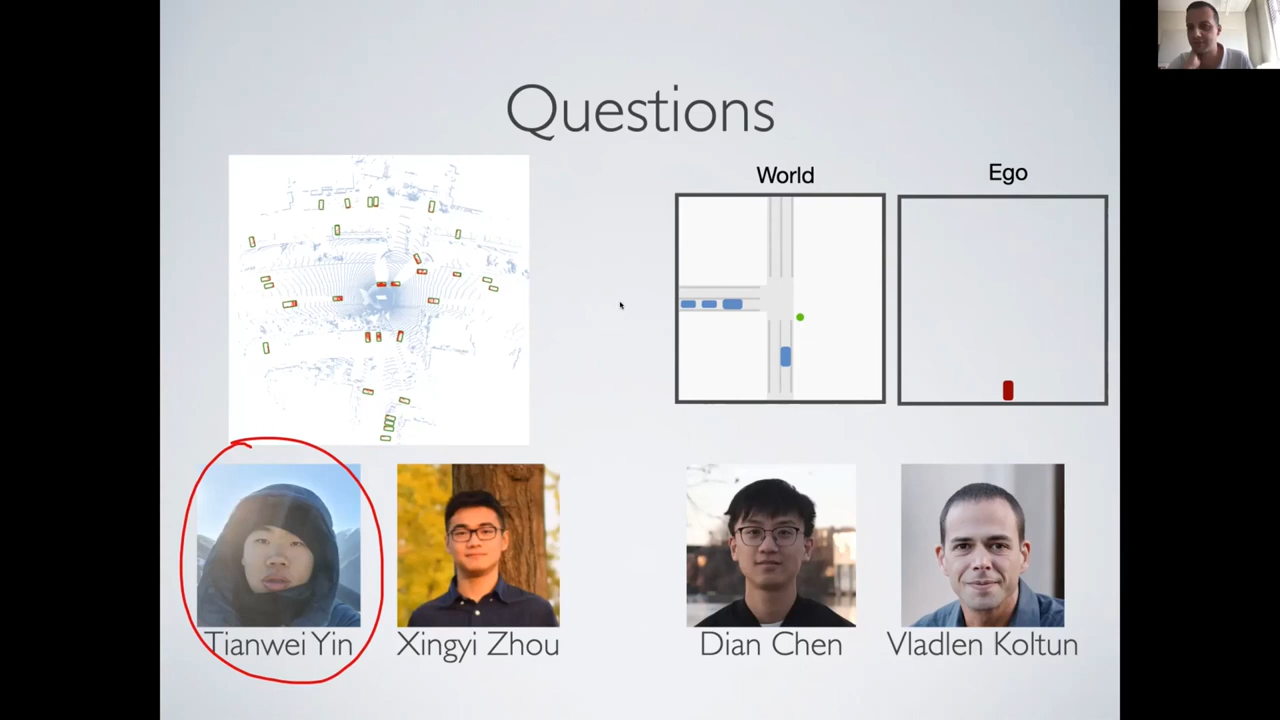 Questions
World
Ego
Tianwei Yin
Xingyi Zhou
Dian Chen
Vladlen Koltun